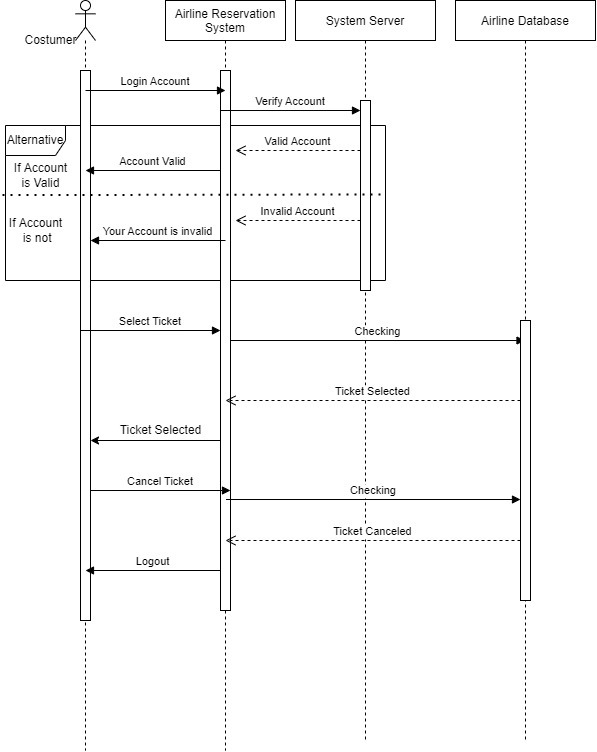 Costumer
Airline Reservation
System
System Server
Airline Database
Login Account
Verify Account
Alternative
Valid Account
If Account
is Valid
Account Valid
If Account
is not
Invalid Account
Your Account is invalid
Select Ticket
Checking
Ticket Selected
Ticket Selected
Cancel Ticket
Checking
Ticket Canceled
Logout